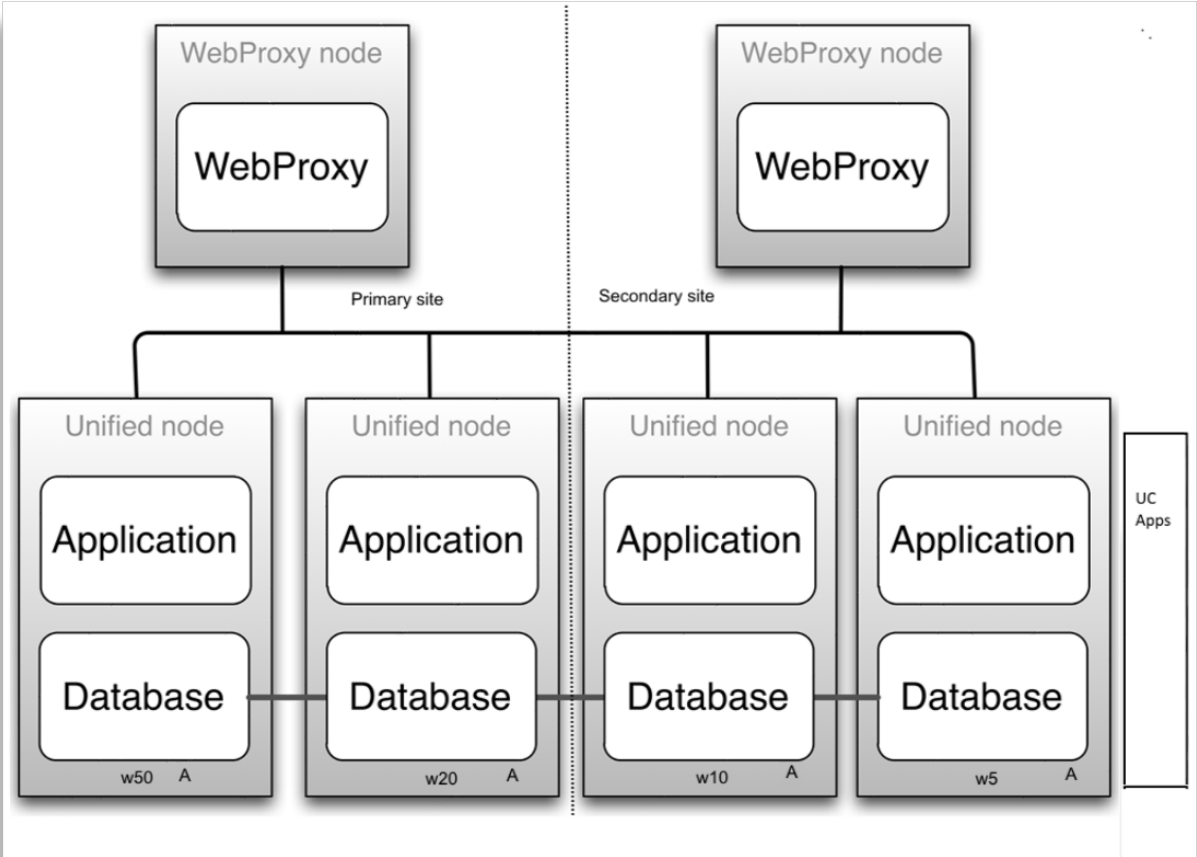 WebProxy node
WebProxy node
WebProxy
WebProxy
Primary site
Secondary site
Unified node
Unified node
Unified node
Unified node
UC
Apps
Application
Application
Application
Application
Database
Database
Database
Database
w50 A
w20 A
w10 A
w5 A